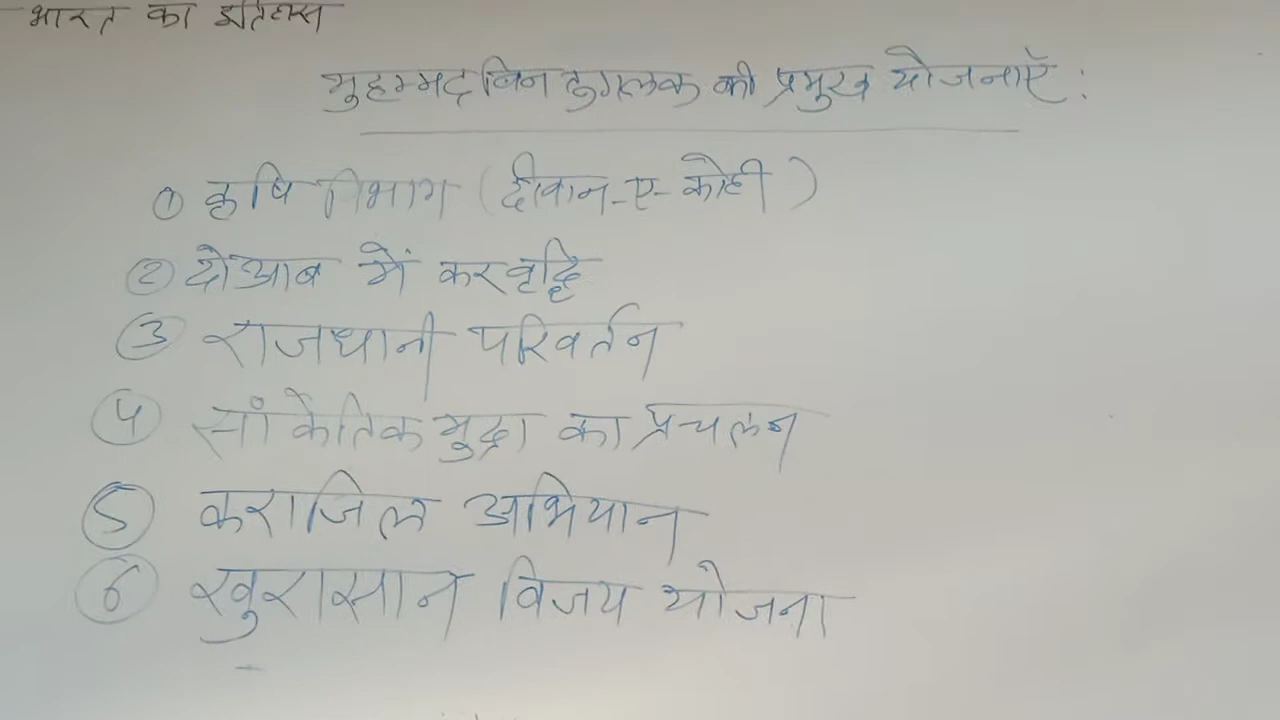 भारत का इतिहास
मुहम्मद बिन तुगलक की प्रमुख योजनाएँ :
① कृषि विभाग ( दीवान-ए-कोही )
② दोआब में करवृद्धि
③ राजधानी परिवर्तन
④ सांकेतिक मुद्रा का प्रचलन
⑤ कराजिल अभियान
⑥ खुरासान विजय योजना